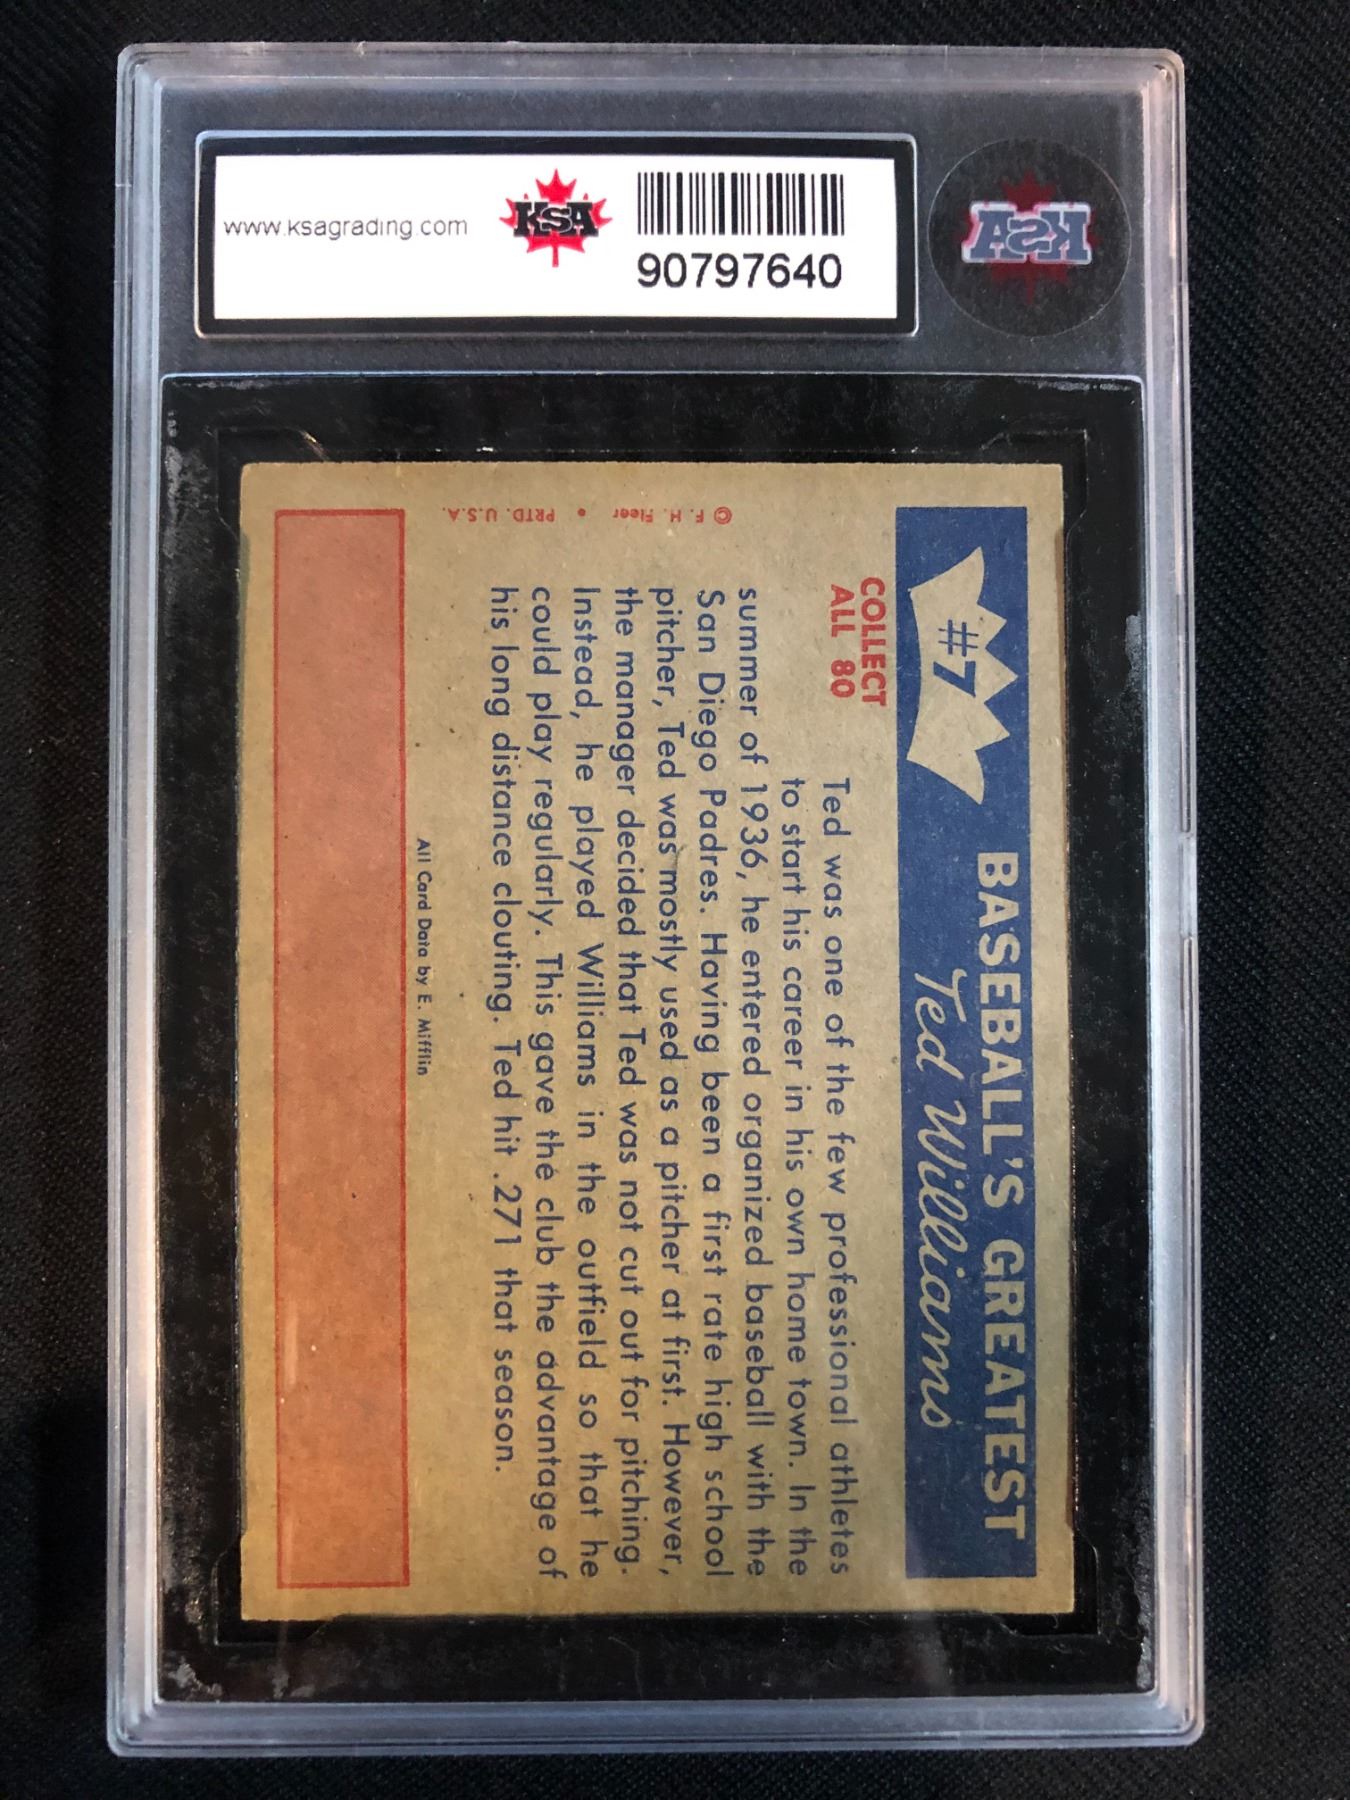 www.ksagrading.com
KSA
90797640
KSA
#7
BASEBALL'S GREATEST
Ted Williams
COLLECT
ALL 80
Ted was one of the few professional athletes
to start his career in his own home town. In the
summer of 1936, he entered organized baseball with the
San Diego Padres. Having been a first rate high school
pitcher, Ted was mostly used as a pitcher at first. However,
the manager decided that Ted was not cut out for pitching.
Instead, he played Williams in the outfield so that he
could play regularly. This gave the club the advantage of
his long distance clouting. Ted hit .271 that season.
© F. H. Fleer • PRTD. U.S.A.
All Card Data by E. Mifflin